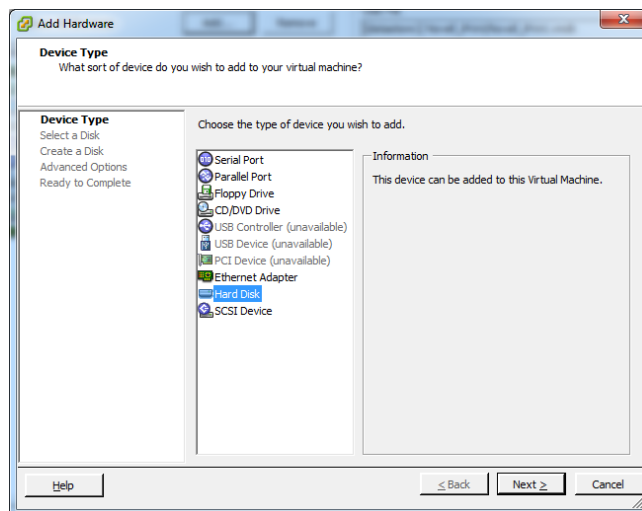 Add Hardware
Device Type
What sort of device do you wish to add to your virtual machine?
Device Type
Select a Disk
Create a Disk
Advanced Options
Ready to Complete
Choose the type of device you wish to add.
Serial Port
Parallel Port
Floppy Drive
CD/DVD Drive
USB Controller (unavailable)
USB Device (unavailable)
PCI Device (unavailable)
Ethernet Adapter
Hard Disk
SCSI Device
Information
This device can be added to this Virtual Machine.
Help
< Back
Next >
Cancel